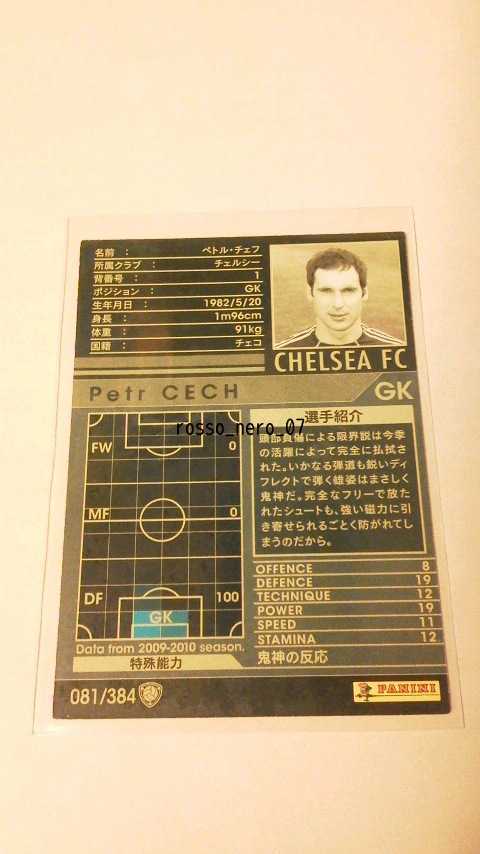 名前 : ペトル・チェフ
所属クラブ : チェルシー
背番号 : 1
ポジション : GK
生年月日 : 1982/5/20
身長 : 1m96cm
体重 : 91kg
国籍 : チェコ
CHELSEA FC
Petr CECH GK
rosso_nero_07
FW 0
MF 0
DF 100
GK
Data from 2009-2010 season.
選手紹介
頭部負傷による限界説は今季
の活躍によって完全に払拭さ
れた。いかなる弾道も鋭いディ
フレクトで弾く雄姿はまさしく
鬼神だ。完全なフリーで放た
れたシュートも、強い磁力に引
き寄せられるごとく防がれてし
まうのだから。
OFFENCE 8
DEFENCE 19
TECHNIQUE 12
POWER 19
SPEED 11
STAMINA 12
特殊能力 鬼神の反応
081/384
PANINI